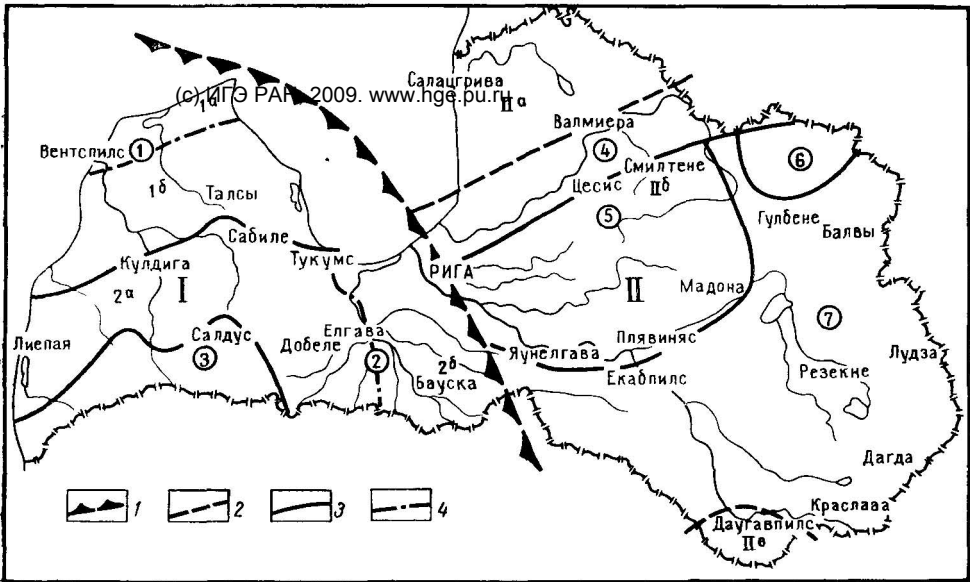 Салацгрива
(c) ИГЭ РАН, 2009. www.hge.pu.ru
1а
IIа
Валмиера
Вентспилс
1
4
Смилтене
6
1б
Талсы
Цесис
IIб
5
Гулбене
Балвы
Сабиле
Тукумс
Кулдига
РИГА
I
II
Мадона
2а
7
Лиепая
Салдус
Елгава
Плявиняс
3
Добеле
2
2б
Яунелгава
Лудза
Бауска
Екабпилс
Резекне
Дагда
Краслава
1
2
3
4
Даугавпилс
IIв